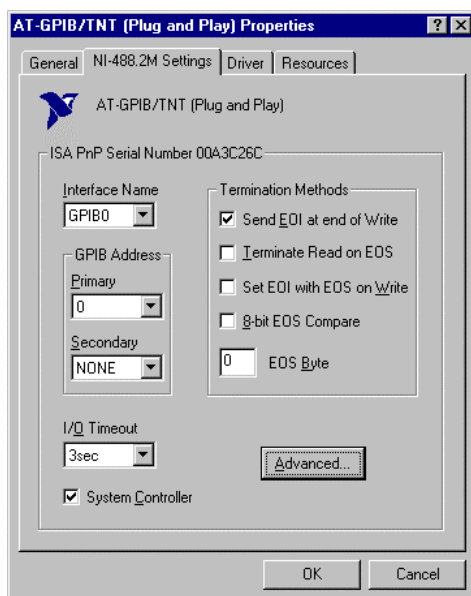 AT-GPIB/TNT (Plug and Play) Properties
General NI-488.2M Settings Driver Resources
AT-GPIB/TNT (Plug and Play)
ISA PnP Serial Number 00A3C26C
Interface Name
GPIB0
GPIB Address
Primary
0
Secondary
NONE
I/O Timeout
3sec
System Controller
Termination Methods
Send EOI at end of Write
Terminate Read on EOS
Set EOI with EOS on Write
8-bit EOS Compare
0 EOS Byte
Advanced...
OK Cancel